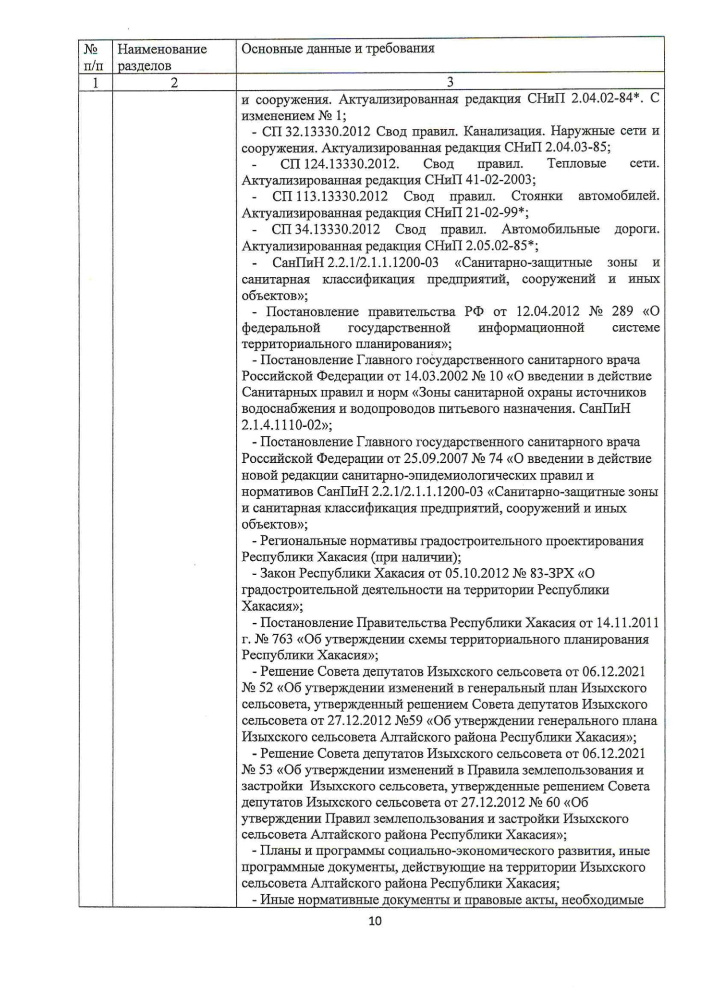 № п/п
Наименование разделов
Основные данные и требования
1
2
3
и сооружения. Актуализированная редакция СНиП 2.04.02-84*. С
изменением № 1;
- СП 32.13330.2012 Свод правил. Канализация. Наружные сети и
сооружения. Актуализированная редакция СНиП 2.04.03-85;
- СП 124.13330.2012. Свод правил. Тепловые сети.
Актуализированная редакция СНиП 41-02-2003;
- СП 113.13330.2012 Свод правил. Стоянки автомобилей.
Актуализированная редакция СНиП 21-02-99*;
- СП 34.13330.2012 Свод правил. Автомобильные дороги.
Актуализированная редакция СНиП 2.05.02-85*;
- СанПиН 2.2.1/2.1.1.1200-03 «Санитарно-защитные зоны и
санитарная классификация предприятий, сооружений и иных
объектов»;
- Постановление правительства РФ от 12.04.2012 № 289 «О
федеральной государственной информационной системе
территориального планирования»;
- Постановление Главного государственного санитарного врача
Российской Федерации от 14.03.2002 № 10 «О введении в действие
Санитарных правил и норм «Зоны санитарной охраны источников
водоснабжения и водопроводов питьевого назначения. СанПиН
2.1.4.1110-02»;
- Постановление Главного государственного санитарного врача
Российской Федерации от 25.09.2007 № 74 «О введении в действие
новой редакции санитарно-эпидемиологических правил и
нормативов СанПиН 2.2.1/2.1.1.1200-03 «Санитарно-защитные зоны
и санитарная классификация предприятий, сооружений и иных
объектов»;
- Региональные нормативы градостроительного проектирования
Республики Хакасия (при наличии);
- Закон Республики Хакасия от 05.10.2012 № 83-ЗРХ «О
градостроительной деятельности на территории Республики
Хакасия»;
- Постановление Правительства Республики Хакасия от 14.11.2011
г. № 763 «Об утверждении схемы территориального планирования
Республики Хакасия»;
- Решение Совета депутатов Изыхского сельсовета от 06.12.2021
№ 52 «Об утверждении изменений в генеральный план Изыхского
сельсовета, утвержденный решением Совета депутатов Изыхского
сельсовета от 27.12.2012 №59 «Об утверждении генерального плана
Изыхского сельсовета Алтайского района Республики Хакасия»;
- Решение Совета депутатов Изыхского сельсовета от 06.12.2021
№ 53 «Об утверждении изменений в Правила землепользования и
застройки Изыхского сельсовета, утвержденные решением Совета
депутатов Изыхского сельсовета от 27.12.2012 № 60 «Об
утверждении Правил землепользования и застройки Изыхского
сельсовета Алтайского района Республики Хакасия»;
- Планы и программы социально-экономического развития, иные
программные документы, действующие на территории Изыхского
сельсовета Алтайского района Республики Хакасия;
- Иные нормативные документы и правовые акты, необходимые
10